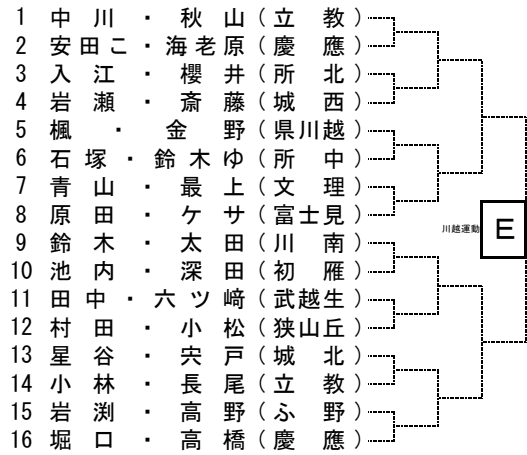 1 中川・秋山(立教)
2 安田こ・海老原(慶應)
3 入江・櫻井(所北)
4 岩瀬・斎藤(城西)
5 楓・金野(県川越)
6 石塚・鈴木ゆ(所中)
7 青山・最上(文理)
8 原田・ケサ(富士見)
9 鈴木・太田(川南)
10 池内・深田(初雁)
11 田中・六ツ﨑(武越生)
12 村田・小松(狭山丘)
13 星谷・宍戸(城北)
14 小林・長尾(立教)
15 岩渕・高野(ふ野)
16 堀口・高橋(慶應)
川越運動 E